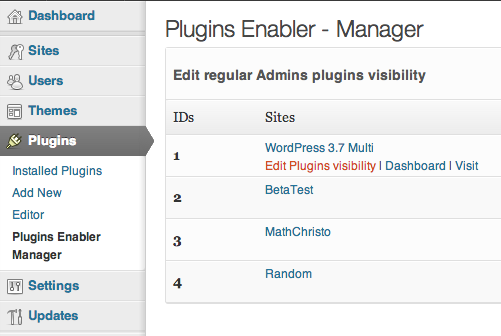 Dashboard
Sites
Users
Themes
Plugins
Installed Plugins
Add New
Editor
Plugins Enabler
Manager
Settings
Updates
Plugins Enabler - Manager
Edit regular Admins plugins visibility
IDs Sites
1 WordPress 3.7 Multi
Edit Plugins visibility | Dashboard | Visit
2 BetaTest
3 MathChristo
4 Random